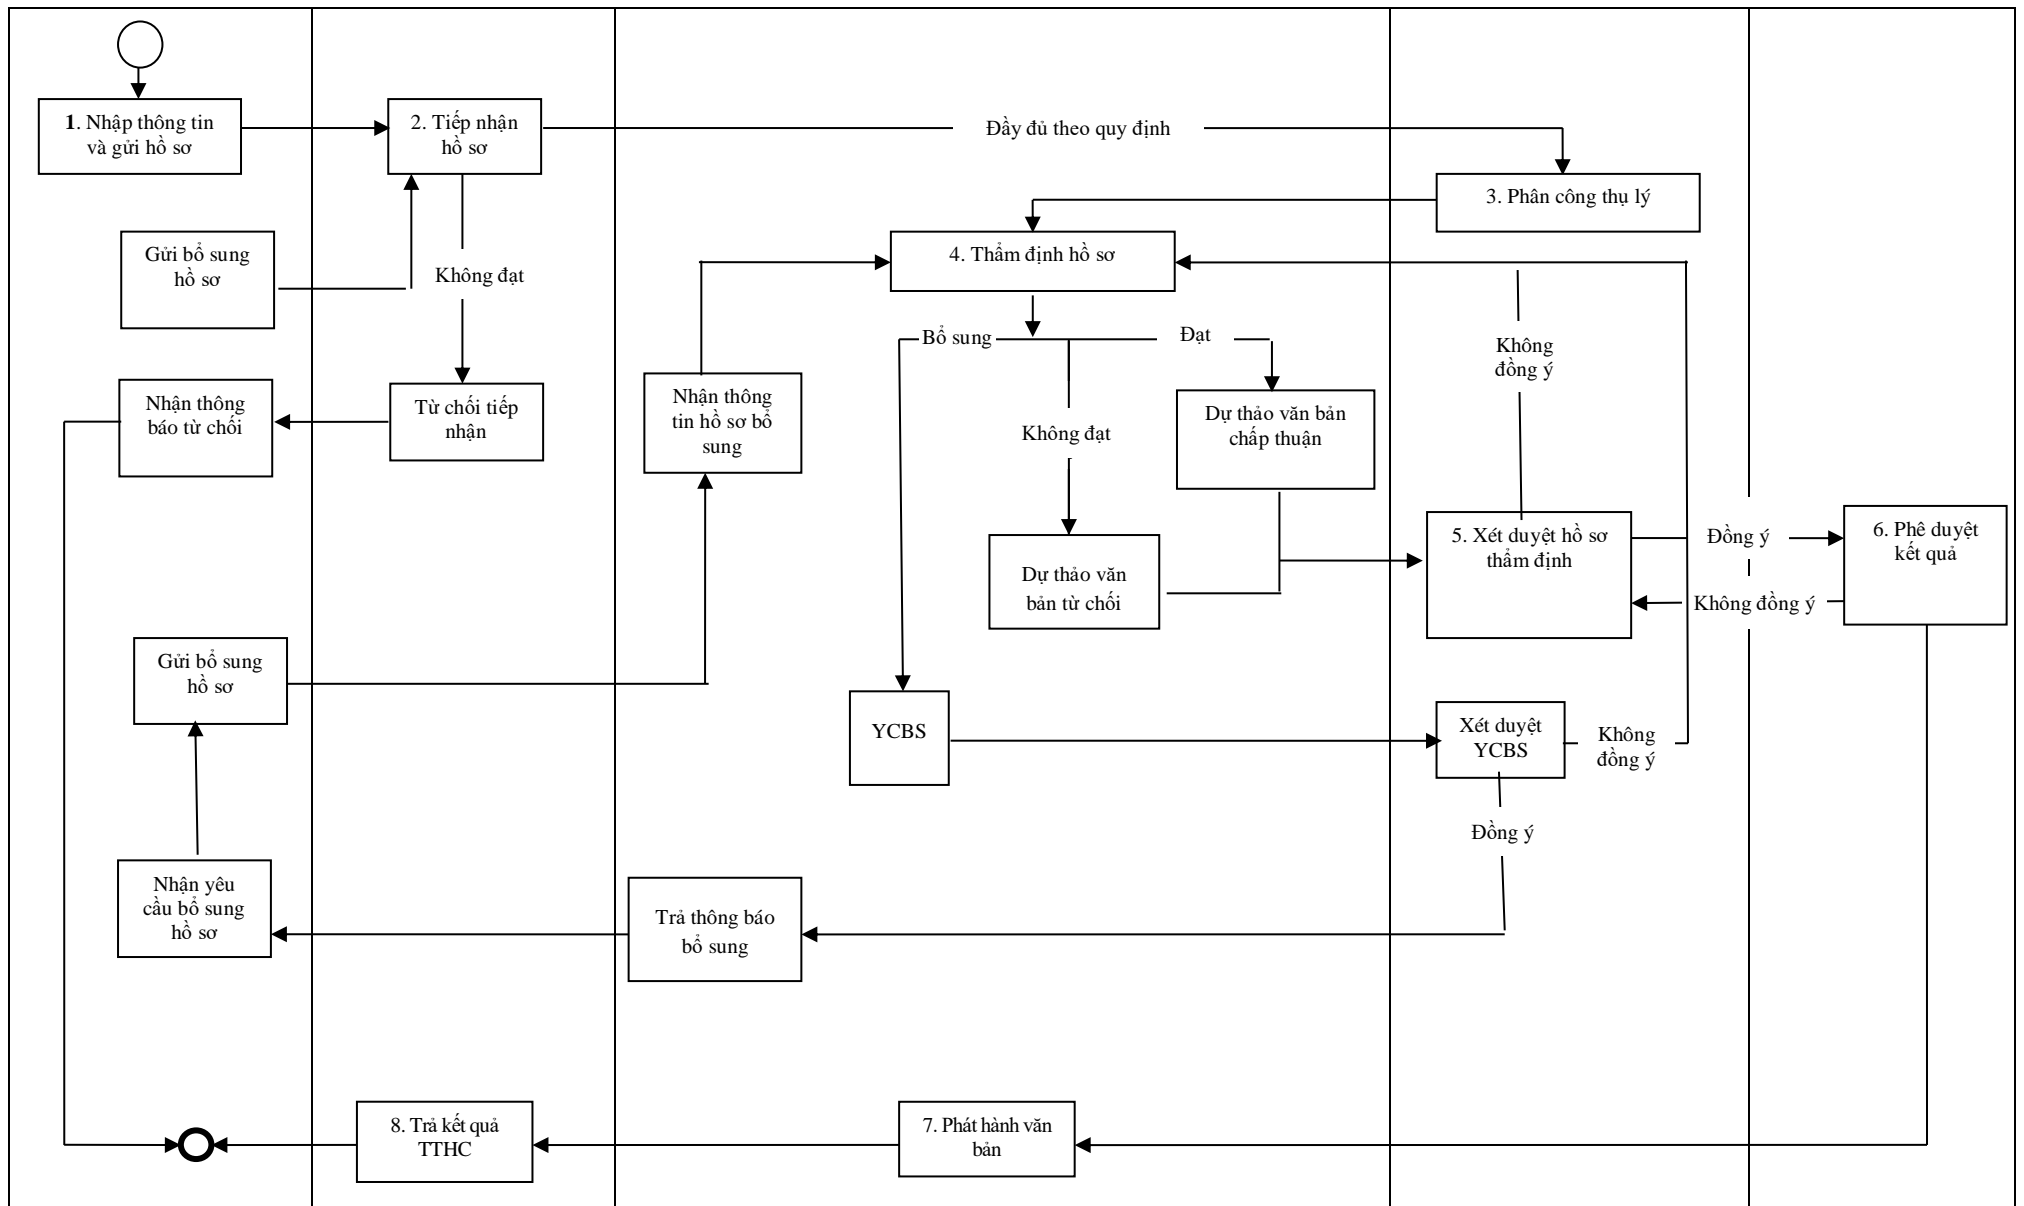 1. Nhập thông tin
và gửi hồ sơ
2. Tiếp nhận
hồ sơ
Đầy đủ theo quy định
3. Phân công thụ lý
Gửi bổ sung
hồ sơ
Không đạt
4. Thẩm định hồ sơ
Bổ sung
Đạt
Không
đồng ý
Nhận thông
báo từ chối
Từ chối tiếp
nhận
Nhận thông
tin hồ sơ bổ
sung
Không đạt
Dự thảo văn bản
chấp thuận
5. Xét duyệt hồ sơ
thẩm định
Đồng ý
6. Phê duyệt
kết quả
Dự thảo văn
bản từ chối
Không đồng ý
Gửi bổ sung
hồ sơ
YCBS
Xét duyệt
YCBS
Không
đồng ý
Đồng ý
Nhận yêu
cầu bổ sung
hồ sơ
Trả thông báo
bổ sung
8. Trả kết quả
TTHC
7. Phát hành văn
bản